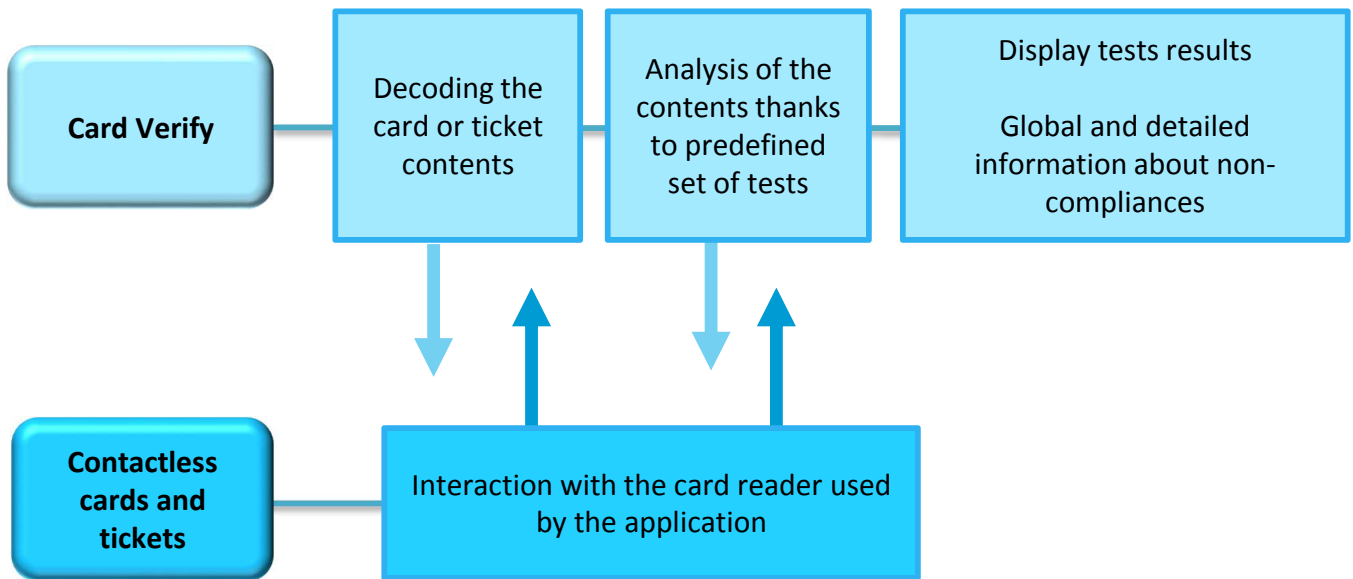 Card Verify
Decoding the
card or ticket
contents
Analysis of the
contents thanks
to predefined
set of tests
Display tests results
Global and detailed
information about non-
compliances
Contactless
cards and
tickets
Interaction with the card reader used
by the application